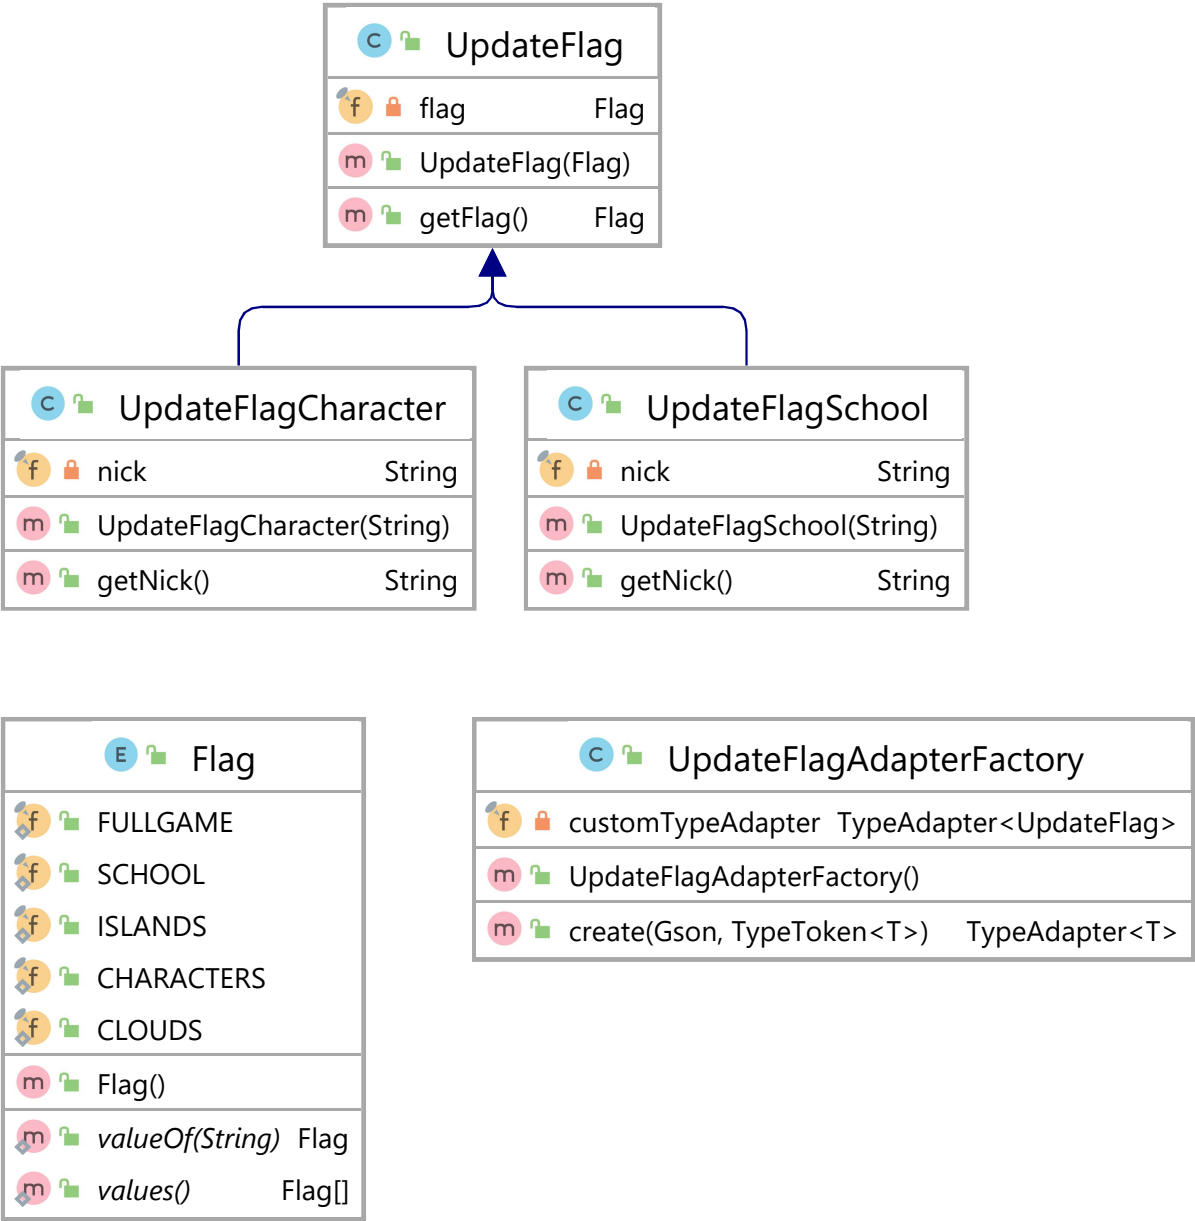 C UpdateFlag
f flag Flag
m UpdateFlag(Flag)
m getFlag() Flag
C UpdateFlagCharacter
f nick String
m UpdateFlagCharacter(String)
m getNick() String
C UpdateFlagSchool
f nick String
m UpdateFlagSchool(String)
m getNick() String
E Flag
f FULLGAME
f SCHOOL
f ISLANDS
f CHARACTERS
f CLOUDS
m Flag()
m valueOf(String) Flag
m values() Flag[]
C UpdateFlagAdapterFactory
f customTypeAdapter TypeAdapter<UpdateFlag>
m UpdateFlagAdapterFactory()
m create(Gson, TypeToken<T>) TypeAdapter<T>